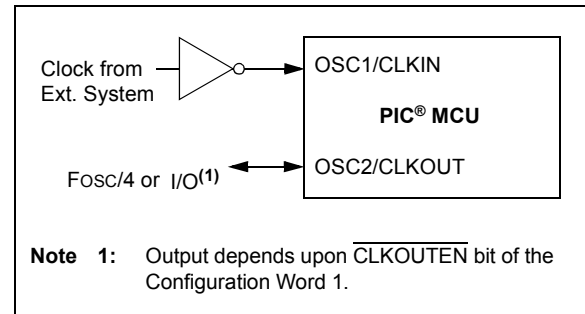 Clock from
Ext. System
OSC1/CLKIN
PIC® MCU
OSC2/CLKOUT
FOSC/4 or I/O(1)
Note 1: Output depends upon CLKOUTEN bit of the
Configuration Word 1.